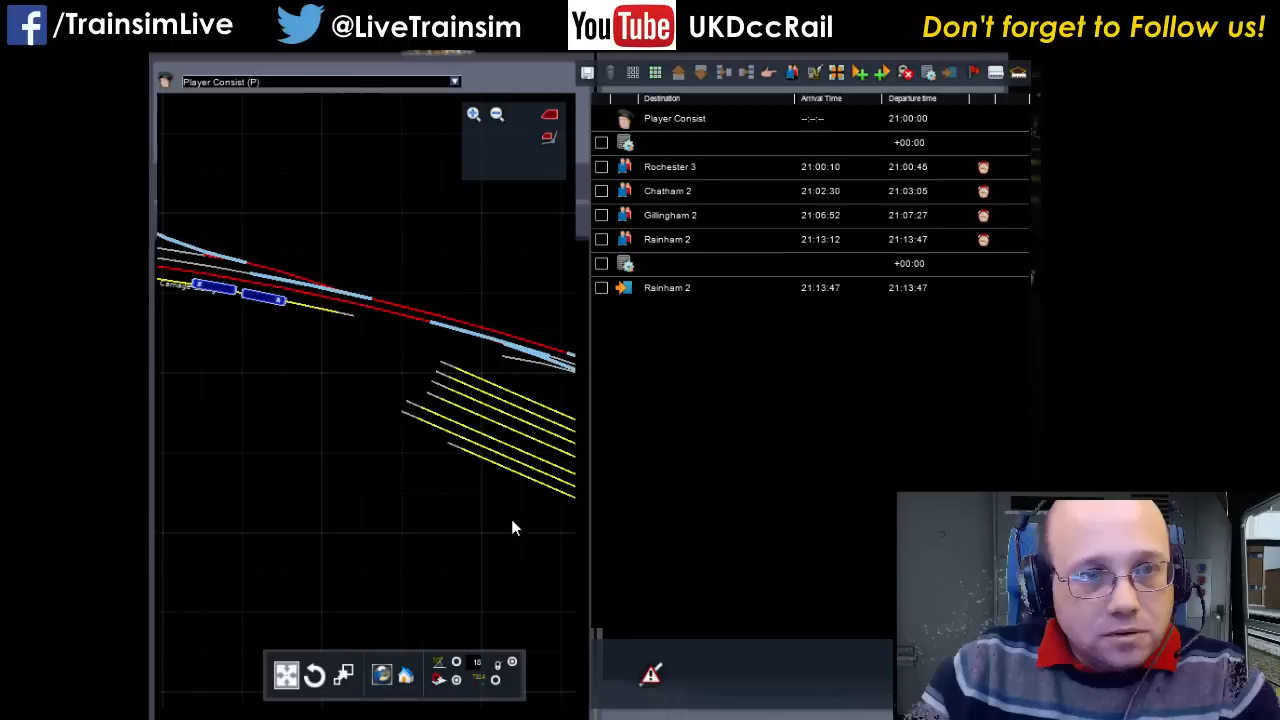 /TrainsimLive
@LiveTrainsim
You Tube
UKDccRail
Don't forget to Follow us!
Player Consist (P)
Destination Arrival Time Departure time
Player Consist --:--:-- 21:00:00
+00:00
Rochester 3 21:00:10 21:00:45
Chatham 2 21:02:30 21:03:05
Gillingham 2 21:06:52 21:07:27
Rainham 2 21:13:12 21:13:47
+00:00
Rainham 2 21:13:47 21:13:47
18